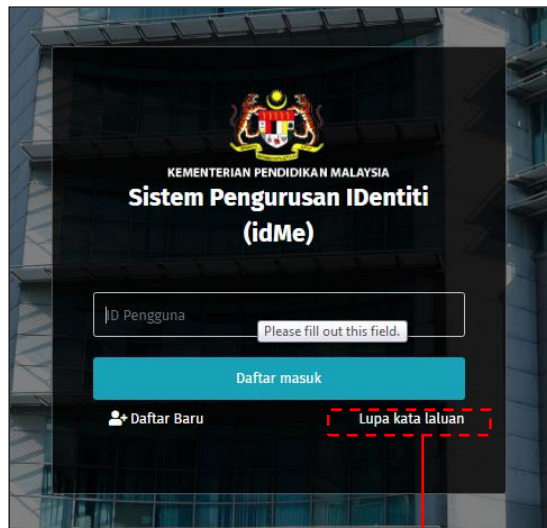 KEMENTERIAN PENDIDIKAN MALAYSIA
Sistem Pengurusan IDentiti
(idMe)
ID Pengguna
Please fill out this field.
Daftar masuk
Daftar Baru
Lupa kata laluan